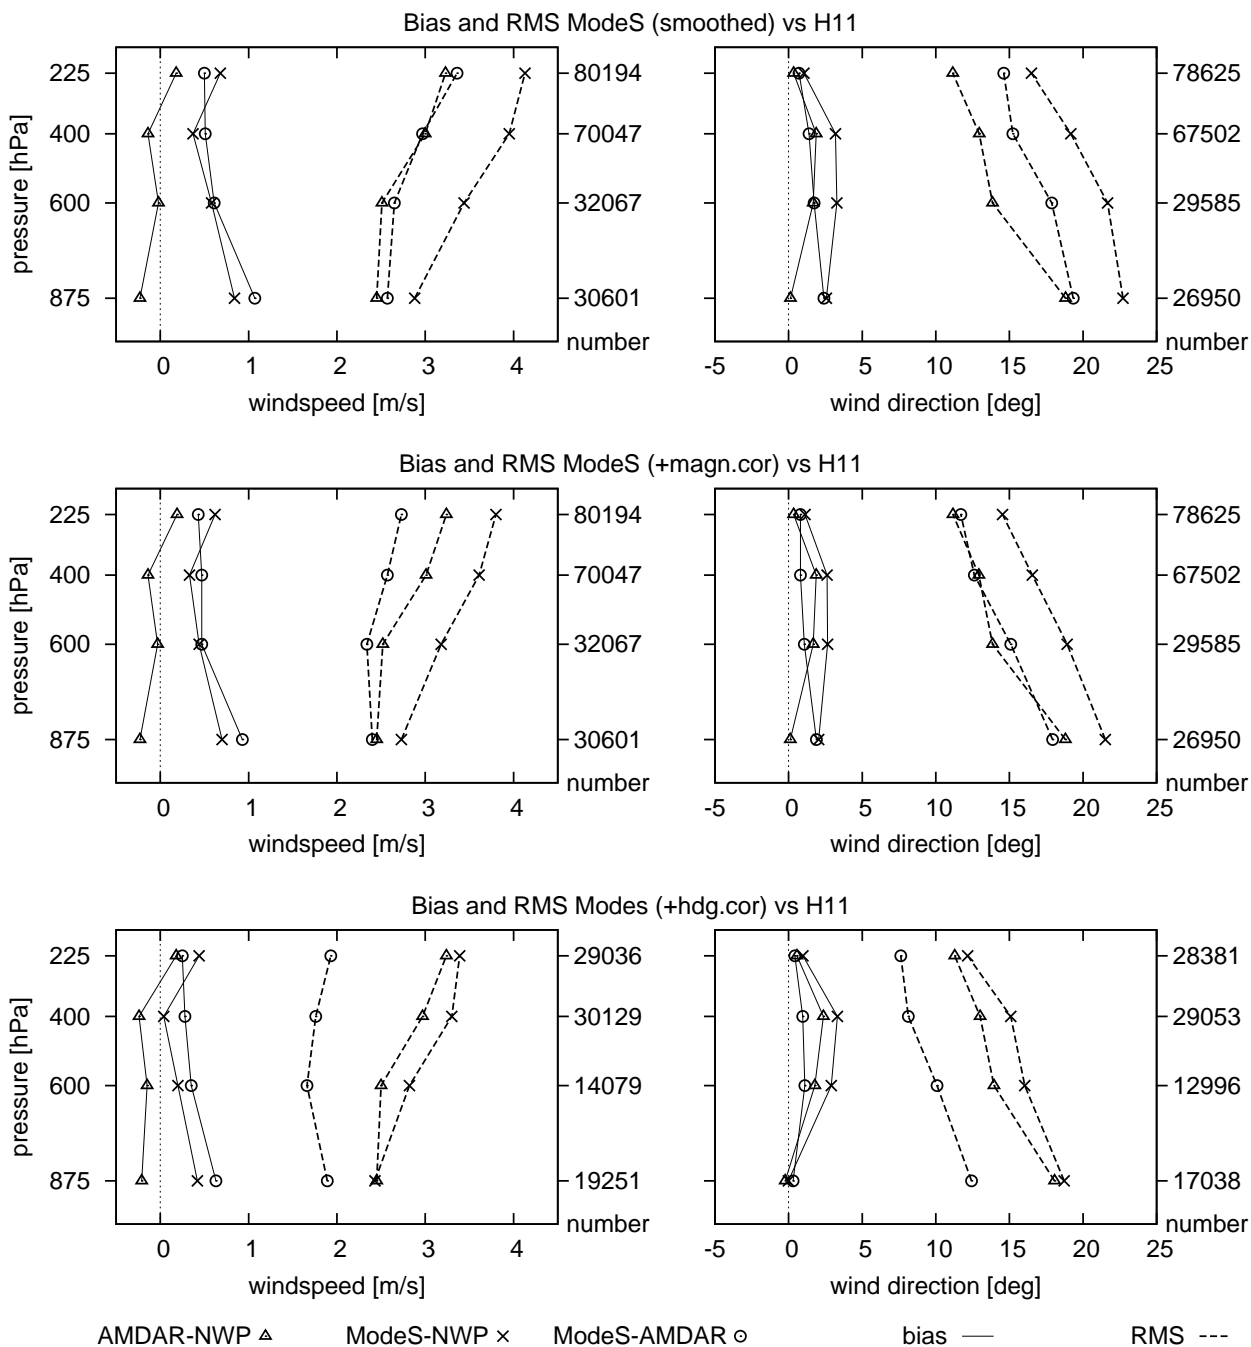 Bias and RMS ModeS (smoothed) vs H11
225 80194 78625
400 70047 67502
pressure [hPa]
600 32067 29585
875 30601 26950
number number
0 1 2 3 4 -5 0 5 10 15 20 25
windspeed [m/s] wind direction [deg]
Bias and RMS ModeS (+magn.cor) vs H11
225 80194 78625
400 70047 67502
pressure [hPa]
600 32067 29585
875 30601 26950
number number
0 1 2 3 4 -5 0 5 10 15 20 25
windspeed [m/s] wind direction [deg]
Bias and RMS Modes (+hdg.cor) vs H11
225 29036 28381
400 30129 29053
pressure [hPa]
600 14079 12996
875 19251 17038
number number
0 1 2 3 4 -5 0 5 10 15 20 25
windspeed [m/s] wind direction [deg]
AMDAR-NWP ModeS-NWP ModeS-AMDAR bias RMS